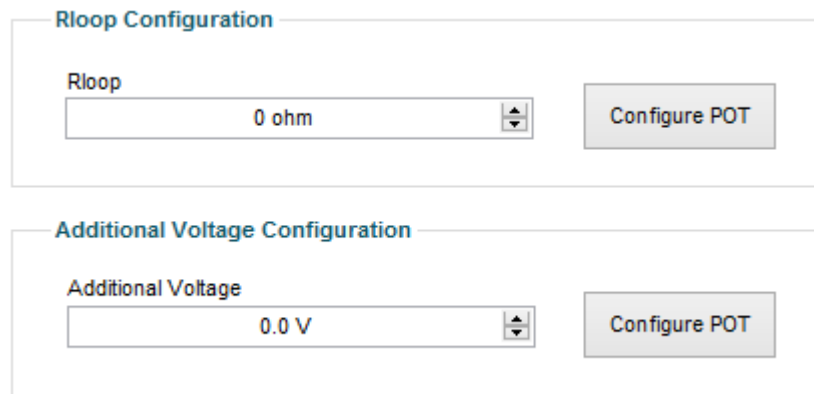 Rloop Configuration
Rloop
0 ohm
Configure POT
Additional Voltage Configuration
Additional Voltage
0.0 V
Configure POT